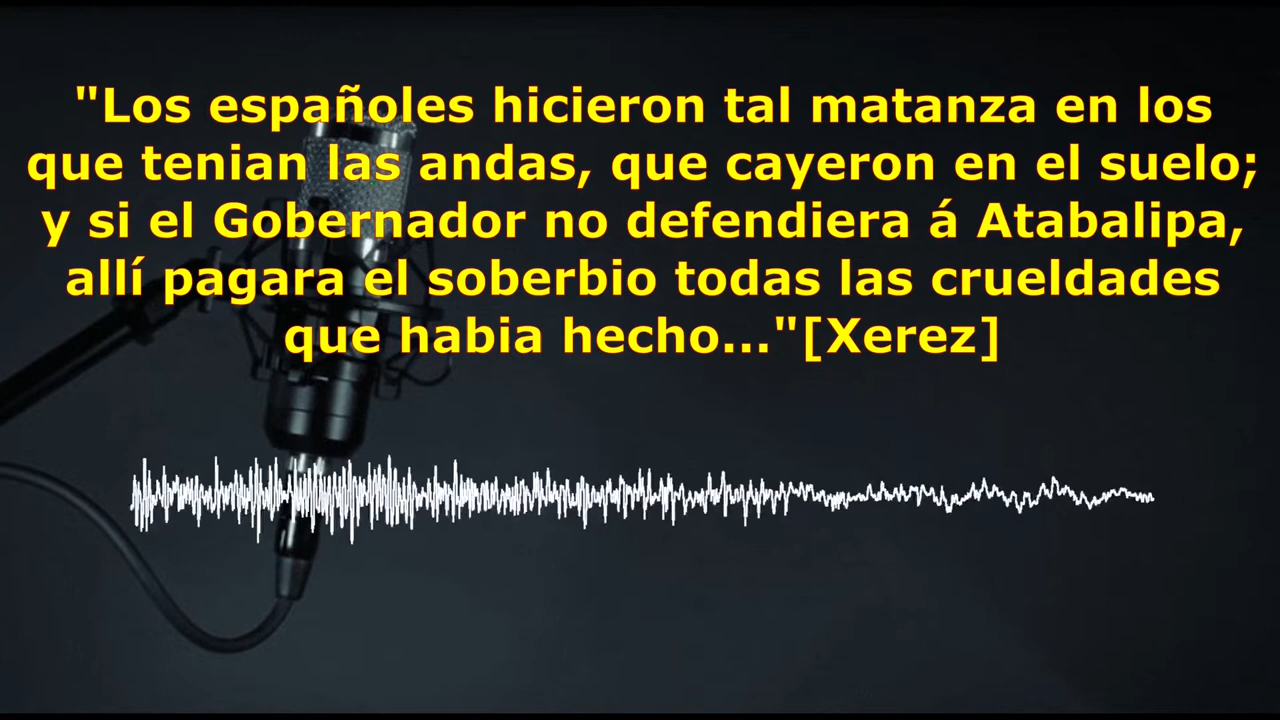 "Los españoles hicieron tal matanza en los
que tenian las andas, que cayeron en el suelo;
y si el Gobernador no defendiera á Atabalipa,
allí pagara el soberbio todas las crueldades
que habia hecho..."[Xerez]